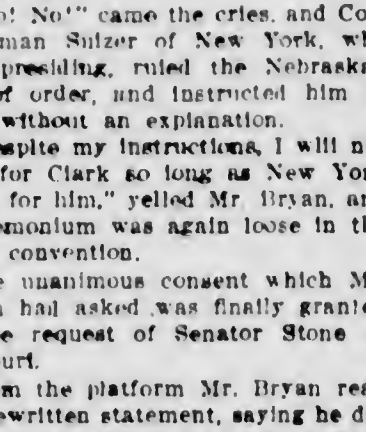 o! No!" came the cries, and Co
man Sulzer of New York, wh
presiding, ruled the Nebraska
of order, and instructed him
without an explanation.
spite my instructions, I will n
for Clark so long as New Yor
for him," yelled Mr. Bryan, an
emonium was again loose in th
convention.
e unanimous consent which M
n had asked was finally grante
e request of Senator Stone
ouri.
m the platform Mr. Bryan rea
ewritten statement, saying he d